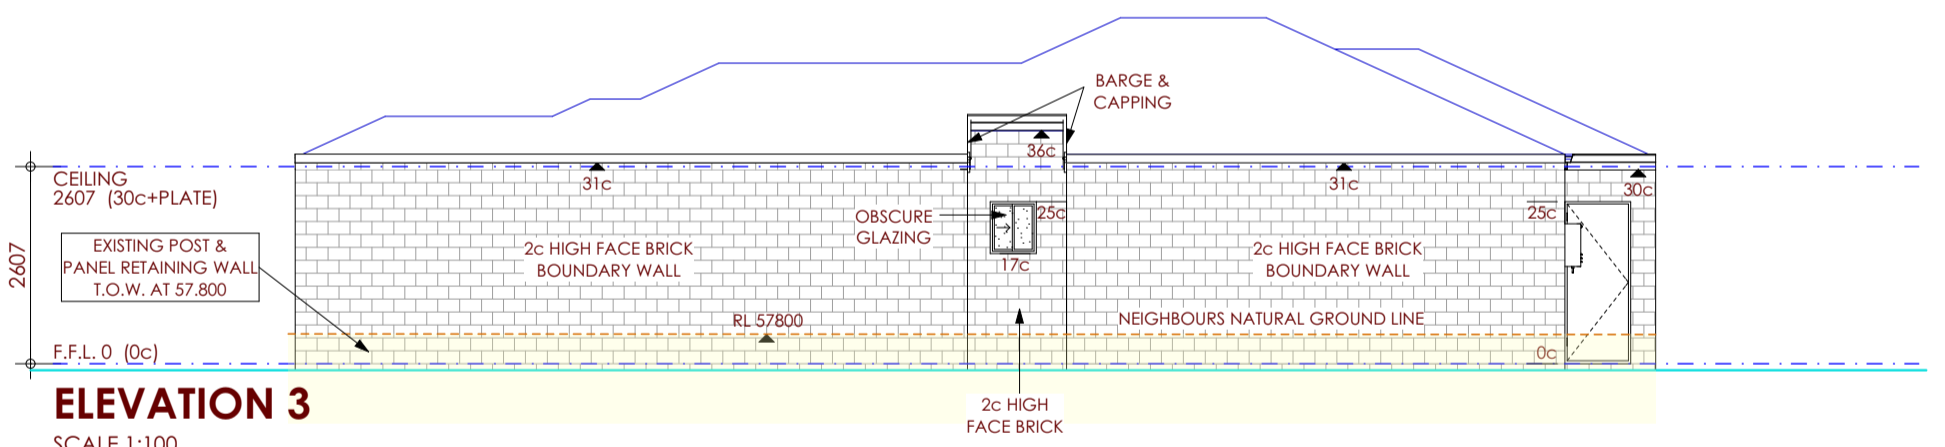 BARGE &
CAPPING
36c
CEILING
2607 (30c+PLATE)
31c
31c
30c
OBSCURE
GLAZING
25c
25c
EXISTING POST &
PANEL RETAINING WALL
T.O.W. AT 57.800
2c HIGH FACE BRICK
BOUNDARY WALL
17c
2c HIGH FACE BRICK
BOUNDARY WALL
2607
RL 57800
NEIGHBOURS NATURAL GROUND LINE
F.F.L. 0 (0c)
0c
ELEVATION 3
2c HIGH
FACE BRICK
SCALE 1:100